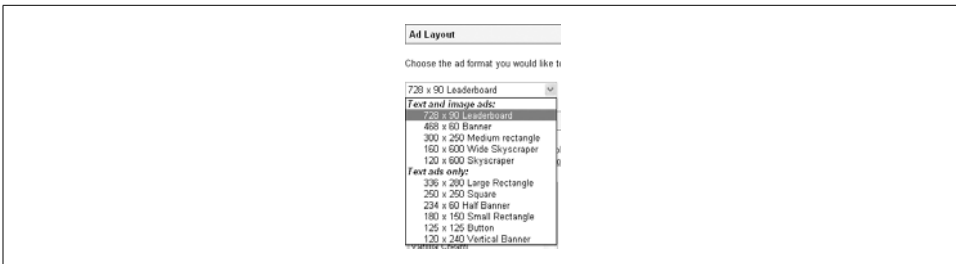 Ad Layout
Choose the ad format you would like
728 x 90 Leaderboard
Text and image ads:
728 x 90 Leaderboard
468 x 60 Banner
300 x 250 Medium rectangle
160 x 600 Wide Skyscraper
120 x 600 Skyscraper
Text ads only:
336 x 280 Large Rectangle
250 x 250 Square
234 x 60 Half Banner
180 x 150 Small Rectangle
125 x 125 Button
120 x 240 Vertical Banner